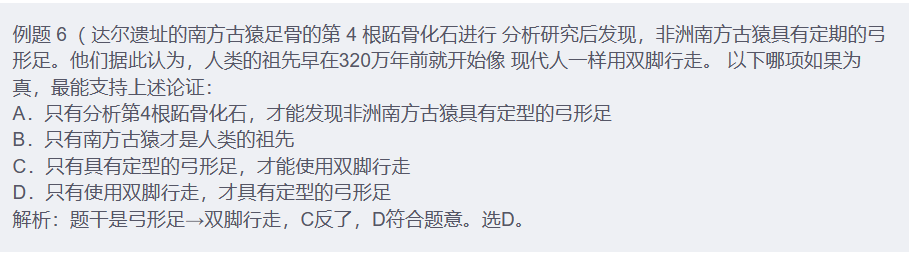 例题 6 ( 达尔遗址的南方古猿足骨的第 4 根跖骨化石进行 分析研究后发现，非洲南方古猿具有定期的弓
形足。他们据此认为，人类的祖先早在320万年前就开始像 现代人一样用双脚行走。 以下哪项如果为
真，最能支持上述论证：
A．只有分析第4根跖骨化石，才能发现非洲南方古猿具有定型的弓形足
B．只有南方古猿才是人类的祖先
C．只有具有定型的弓形足，才能使用双脚行走
D．只有使用双脚行走，才具有定型的弓形足
解析：题干是弓形足→双脚行走，C反了，D符合题意。选D。